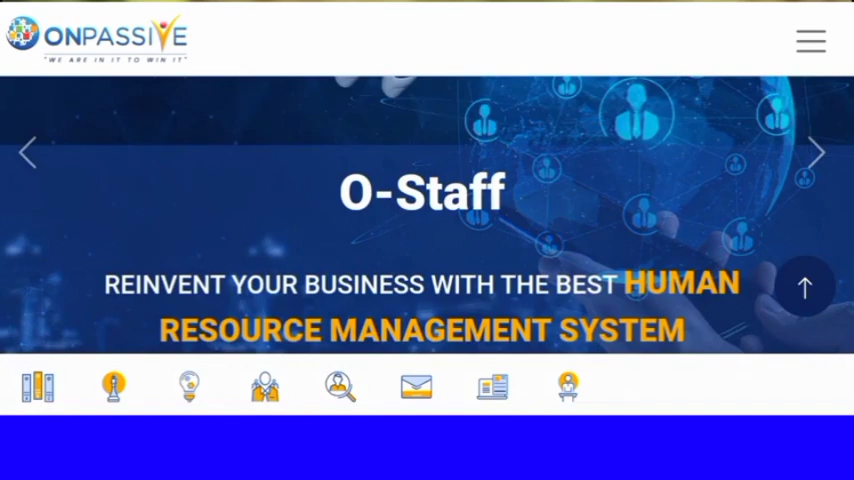 ONPASSIVE
"WE ARE IN IT TO WIN IT"
O-Staff
REINVENT YOUR BUSINESS WITH THE BEST HUMAN
RESOURCE MANAGEMENT SYSTEM